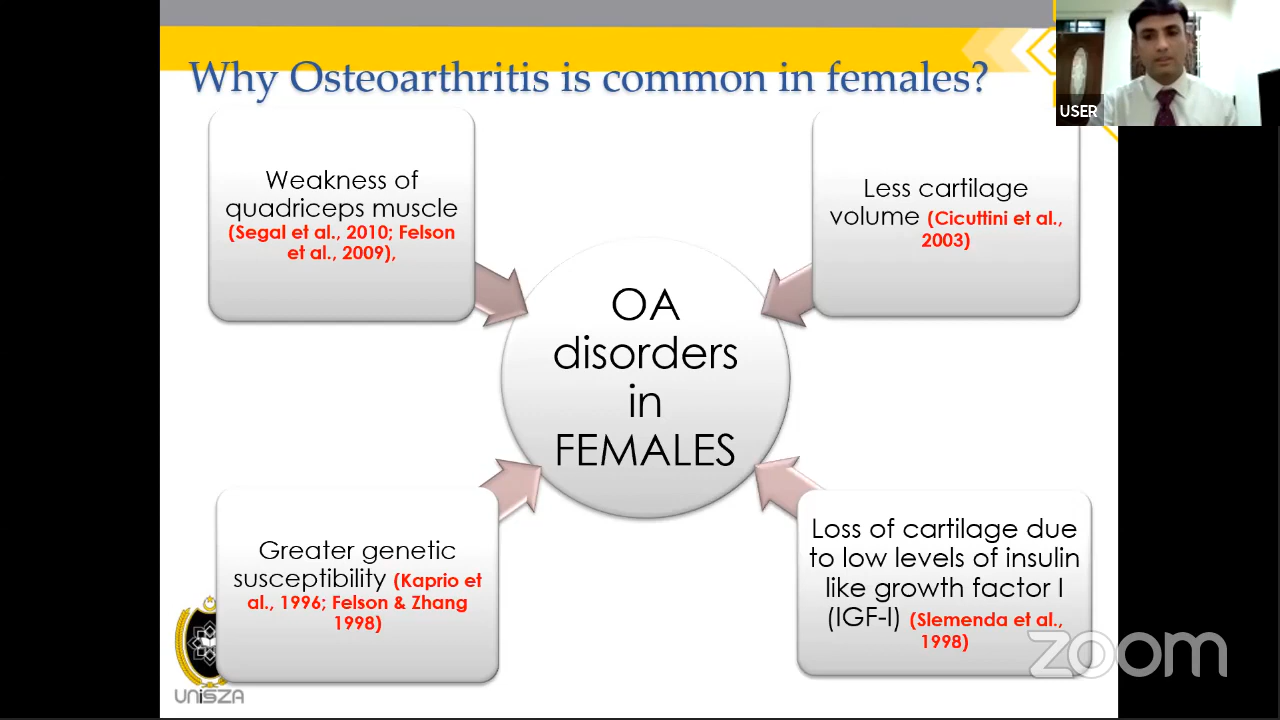 Why Osteoarthritis is common in females?
USER
Weakness of
quadriceps muscle
(Segal et al., 2010; Felson
et al., 2009),
Less cartilage
volume (Cicuttini et al.,
2003)
OA
disorders
in
FEMALES
Greater genetic
susceptibility (Kaprio et
al., 1996; Felson & Zhang
1998)
Loss of cartilage due
to low levels of insulin
like growth factor I
(IGF-I) (Slemenda et al.,
1998)
UNiSZA
zoom